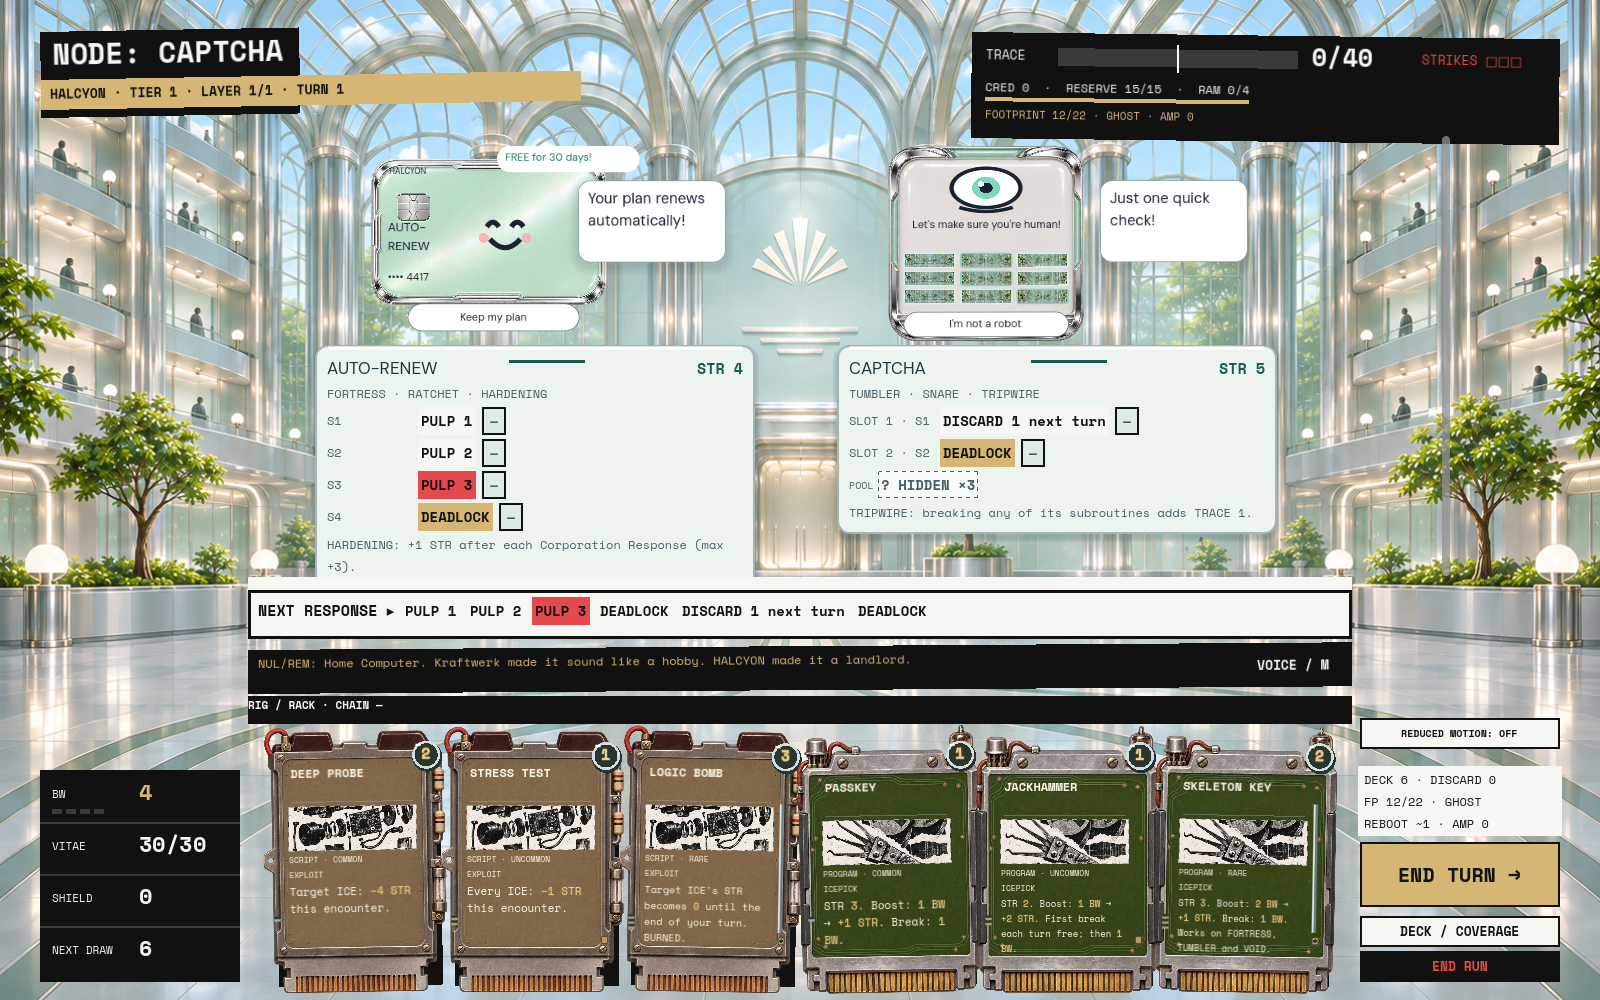 NODE: CAPTCHA
HALCYON · TIER 1 · LAYER 1/1 · TURN 1
TRACE 0/40 STRIKES □□□
CRED 0 · RESERVE 15/15 · RAM 0/4
FOOTPRINT 12/22 · GHOST · AMP 0
FREE for 30 days!
HALCYON
AUTO-
RENEW
•••• 4417
Keep my plan
Your plan renews
automatically!
Let's make sure you're human!
I'm not a robot
Just one quick
check!
AUTO-RENEW STR 4
FORTRESS · RATCHET · HARDENING
S1 PULP 1 —
S2 PULP 2 —
S3 PULP 3 —
S4 DEADLOCK —
HARDENING: +1 STR after each Corporation Response (max
+3).
CAPTCHA STR 5
TUMBLER · SNARE · TRIPWIRE
SLOT 1 · S1 DISCARD 1 next turn —
SLOT 2 · S2 DEADLOCK —
POOL ? HIDDEN ×3
TRIPWIRE: breaking any of its subroutines adds TRACE 1.
NEXT RESPONSE ▸ PULP 1 PULP 2 PULP 3 DEADLOCK DISCARD 1 next turn DEADLOCK
NUL/REM: Home Computer. Kraftwerk made it sound like a hobby. HALCYON made it a landlord.
VOICE / M
RIG / RACK · CHAIN —
BW 4
VITAE 30/30
SHIELD 0
NEXT DRAW 6
2
DEEP PROBE
SCRIPT · COMMON
EXPLOIT
Target ICE: −4 STR
this encounter.
1
STRESS TEST
SCRIPT · UNCOMMON
EXPLOIT
Every ICE: −1 STR
this encounter.
3
LOGIC BOMB
SCRIPT · RARE
EXPLOIT
Target ICE's STR
becomes 0 until the
end of your turn.
BURNED.
1
PASSKEY
PROGRAM · COMMON
ICEPICK
STR 3. Boost: 1 BW
→ +1 STR. Break: 1
BW.
1
JACKHAMMER
PROGRAM · UNCOMMON
ICEPICK
STR 2. Boost: 1 BW →
+2 STR. First break
each turn free; then 1
BW.
2
SKELETON KEY
PROGRAM · RARE
ICEPICK
STR 3. Boost: 2 BW →
+1 STR. Break: 1 BW.
Works on FORTRESS,
TUMBLER and VOID.
REDUCED MOTION: OFF
DECK 6 · DISCARD 0
FP 12/22 · GHOST
REBOOT ~1 · AMP 0
END TURN →
DECK / COVERAGE
END RUN